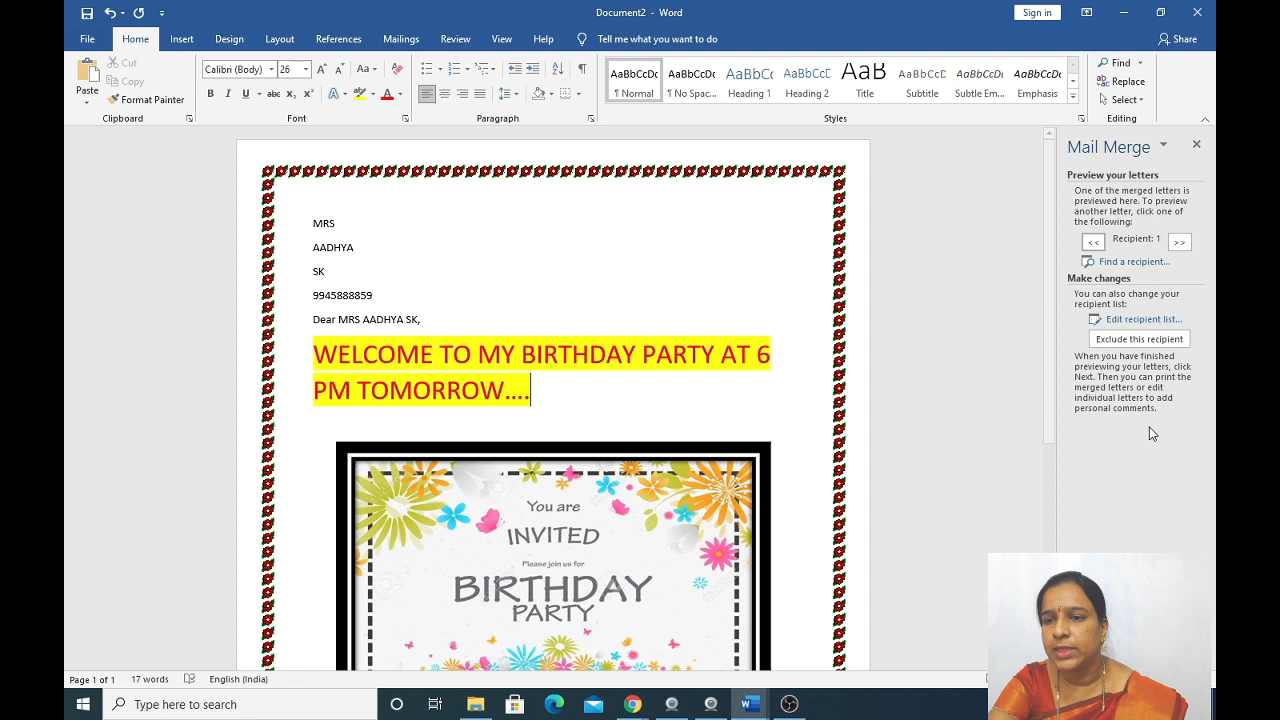 Document2 - Word
Sign in
File Home Insert Design Layout References Mailings Review View Help Tell me what you want to do Share
Paste
Cut
Copy
Format Painter
Clipboard
Calibri (Body) 26
Font
Paragraph
AaBbCcDc AaBbCcDc AaBbCc AaBbCcD AaB AaBbCcD AaBbCcDc AaBbCcDc
¶ Normal ¶ No Spac... Heading 1 Heading 2 Title Subtitle Subtle Em... Emphasis
Styles
Find
Replace
Select
Editing
MRS
AADHYA
SK
9945888859
Dear MRS AADHYA SK,
WELCOME TO MY BIRTHDAY PARTY AT 6
PM TOMORROW....
You are
INVITED
Please join us for
BIRTHDAY
PARTY
Mail Merge
Preview your letters
One of the merged letters is
previewed here. To preview
another letter, click one of
the following:
<< Recipient: 1 >>
Find a recipient...
Make changes
You can also change your
recipient list:
Edit recipient list...
Exclude this recipient
When you have finished
previewing your letters, click
Next. Then you can print the
merged letters or edit
individual letters to add
personal comments.
Page 1 of 1 17 words English (India)
Type here to search